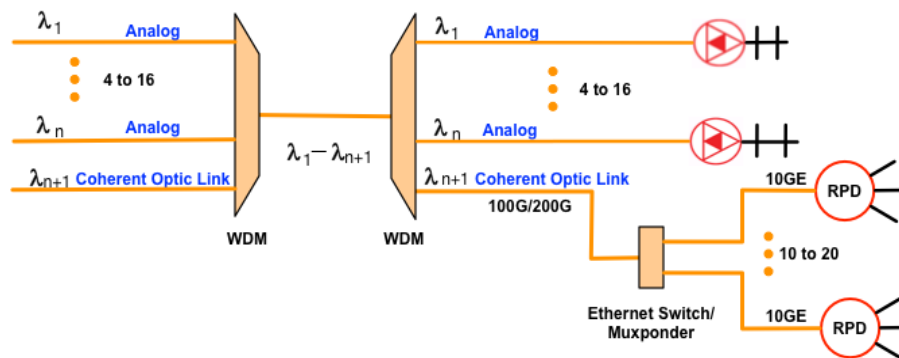 λ1 Analog
4 to 16
λn Analog
λn+1 Coherent Optic Link
WDM
λ1–λn+1
WDM
λ1 Analog
4 to 16
λn Analog
λn+1 Coherent Optic Link
100G/200G
Ethernet Switch/
Muxponder
10GE
RPD
10 to 20
10GE
RPD